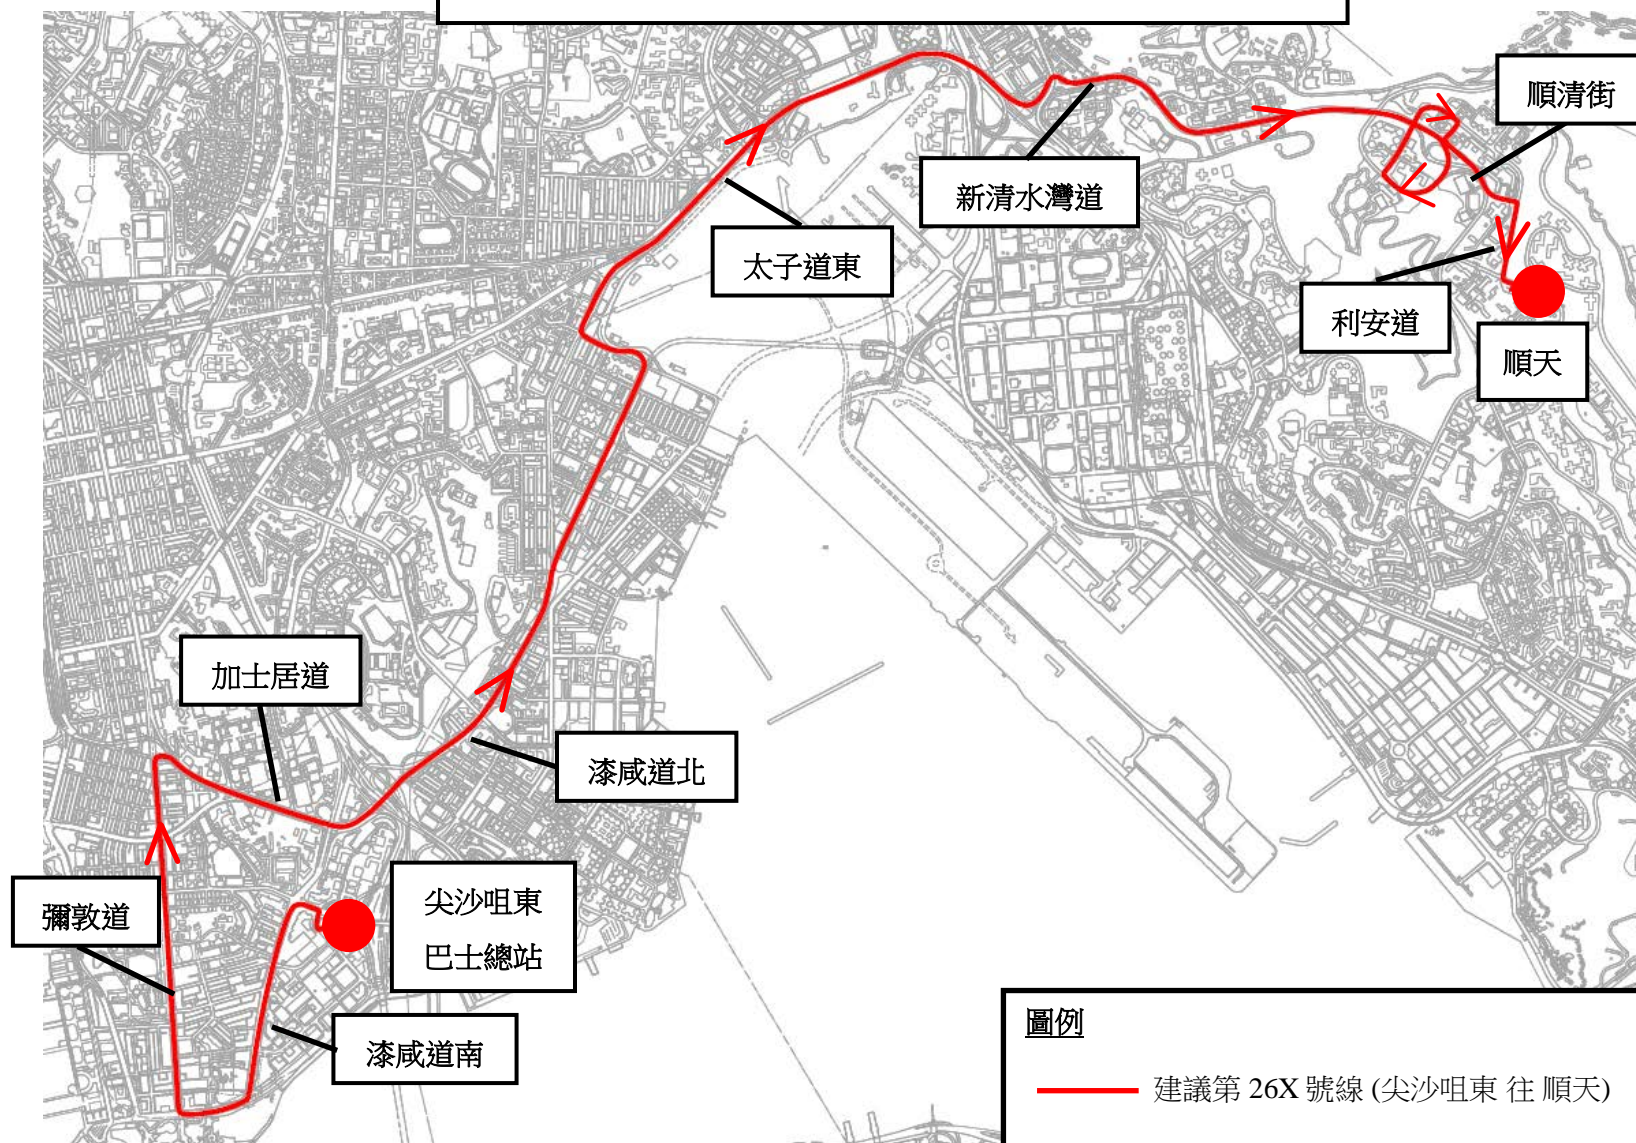 順清街
新清水灣道
太子道東
利安道
順天
加士居道
漆咸道北
彌敦道
尖沙咀東
巴士總站
漆咸道南
圖例
建議第 26X 號線 (尖沙咀東 往 順天)